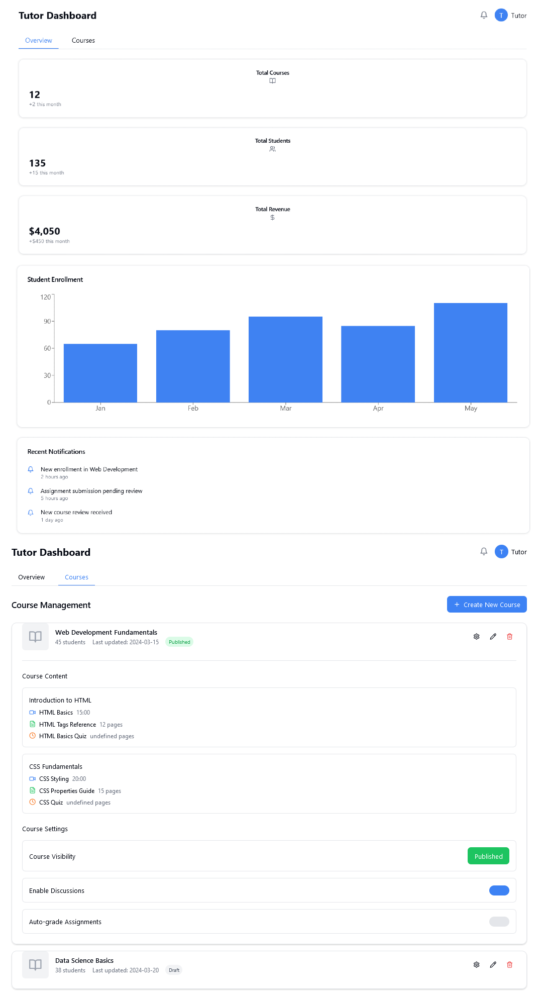 Tutor Dashboard
T Tutor
Overview Courses
Total Courses
12
+2 this month
Total Students
135
+15 this month
Total Revenue
$4,050
+$450 this month
Student Enrollment
120
90
60
30
0
Jan Feb Mar Apr May
Recent Notifications
New enrollment in Web Development
2 hours ago
Assignment submission pending review
5 hours ago
New course review received
1 day ago
Tutor Dashboard
T Tutor
Overview Courses
Course Management
+ Create New Course
Web Development Fundamentals
45 students Last updated: 2024-03-15 Published
Course Content
Introduction to HTML
HTML Basics 15:00
HTML Tags Reference 12 pages
HTML Basics Quiz undefined pages
CSS Fundamentals
CSS Styling 20:00
CSS Properties Guide 15 pages
CSS Quiz undefined pages
Course Settings
Course Visibility Published
Enable Discussions
Auto-grade Assignments
Data Science Basics
38 students Last updated: 2024-03-20 Draft